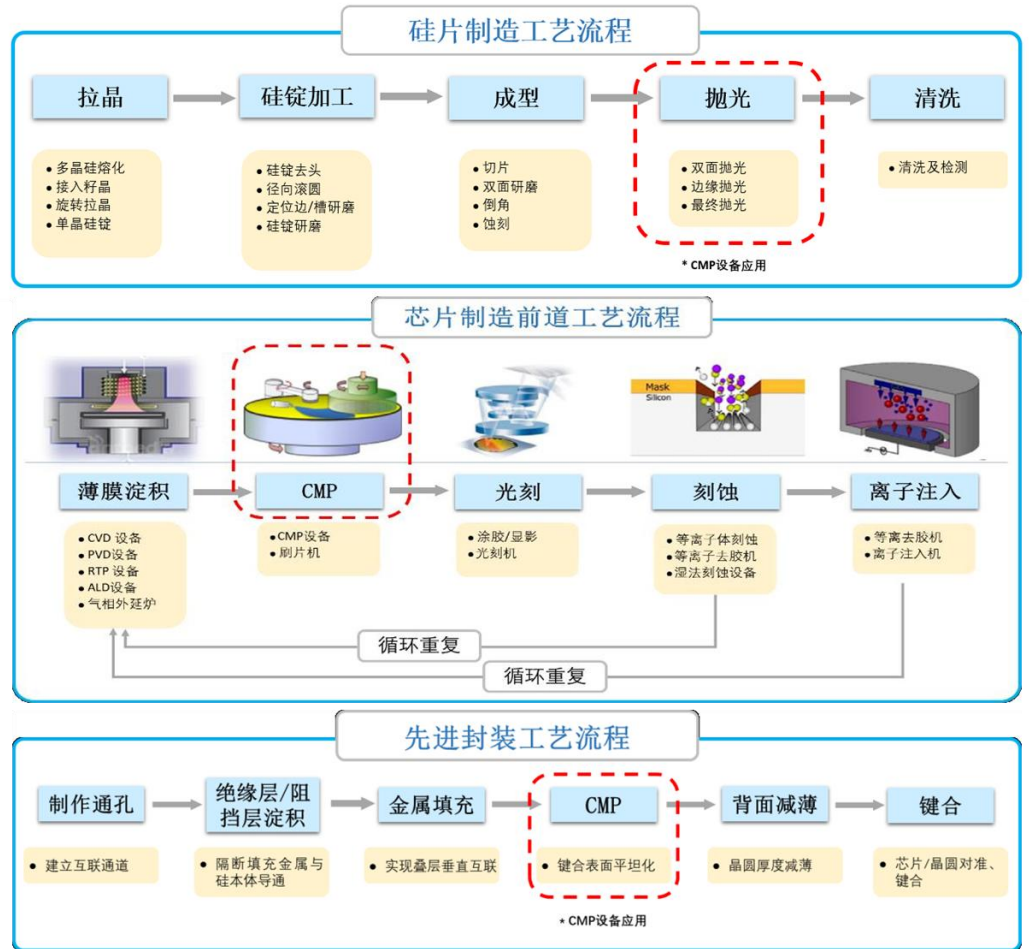 硅片制造工艺流程
拉晶
硅锭加工
成型
抛光
清洗
• 多晶硅熔化
• 接入籽晶
• 旋转拉晶
• 单晶硅锭
• 硅锭去头
• 径向滚圆
• 定位边/槽研磨
• 硅锭研磨
• 切片
• 双面研磨
• 倒角
• 蚀刻
• 双面抛光
• 边缘抛光
• 最终抛光
• 清洗及检测
* CMP设备应用
芯片制造前道工艺流程
Mask
Silicon
薄膜淀积
CMP
光刻
刻蚀
离子注入
• CVD 设备
• PVD设备
• RTP 设备
• ALD设备
• 气相外延炉
• CMP设备
• 刷片机
• 涂胶/显影
• 光刻机
• 等离子体刻蚀
• 等离子去胶机
• 湿法刻蚀设备
• 等离去胶机
• 离子注入机
循环重复
循环重复
先进封装工艺流程
制作通孔
绝缘层/阻
挡层淀积
金属填充
CMP
背面减薄
键合
• 建立互联通道
• 隔断填充金属与
硅本体导通
• 实现叠层垂直互联
• 键合表面平坦化
• 晶圆厚度减薄
• 芯片/晶圆对准、
键合
* CMP设备应用